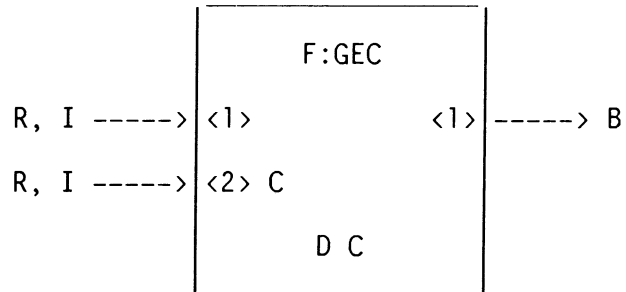 F:GEC
R, I -----> <1> <1> -----> B
R, I -----> <2> C
D C